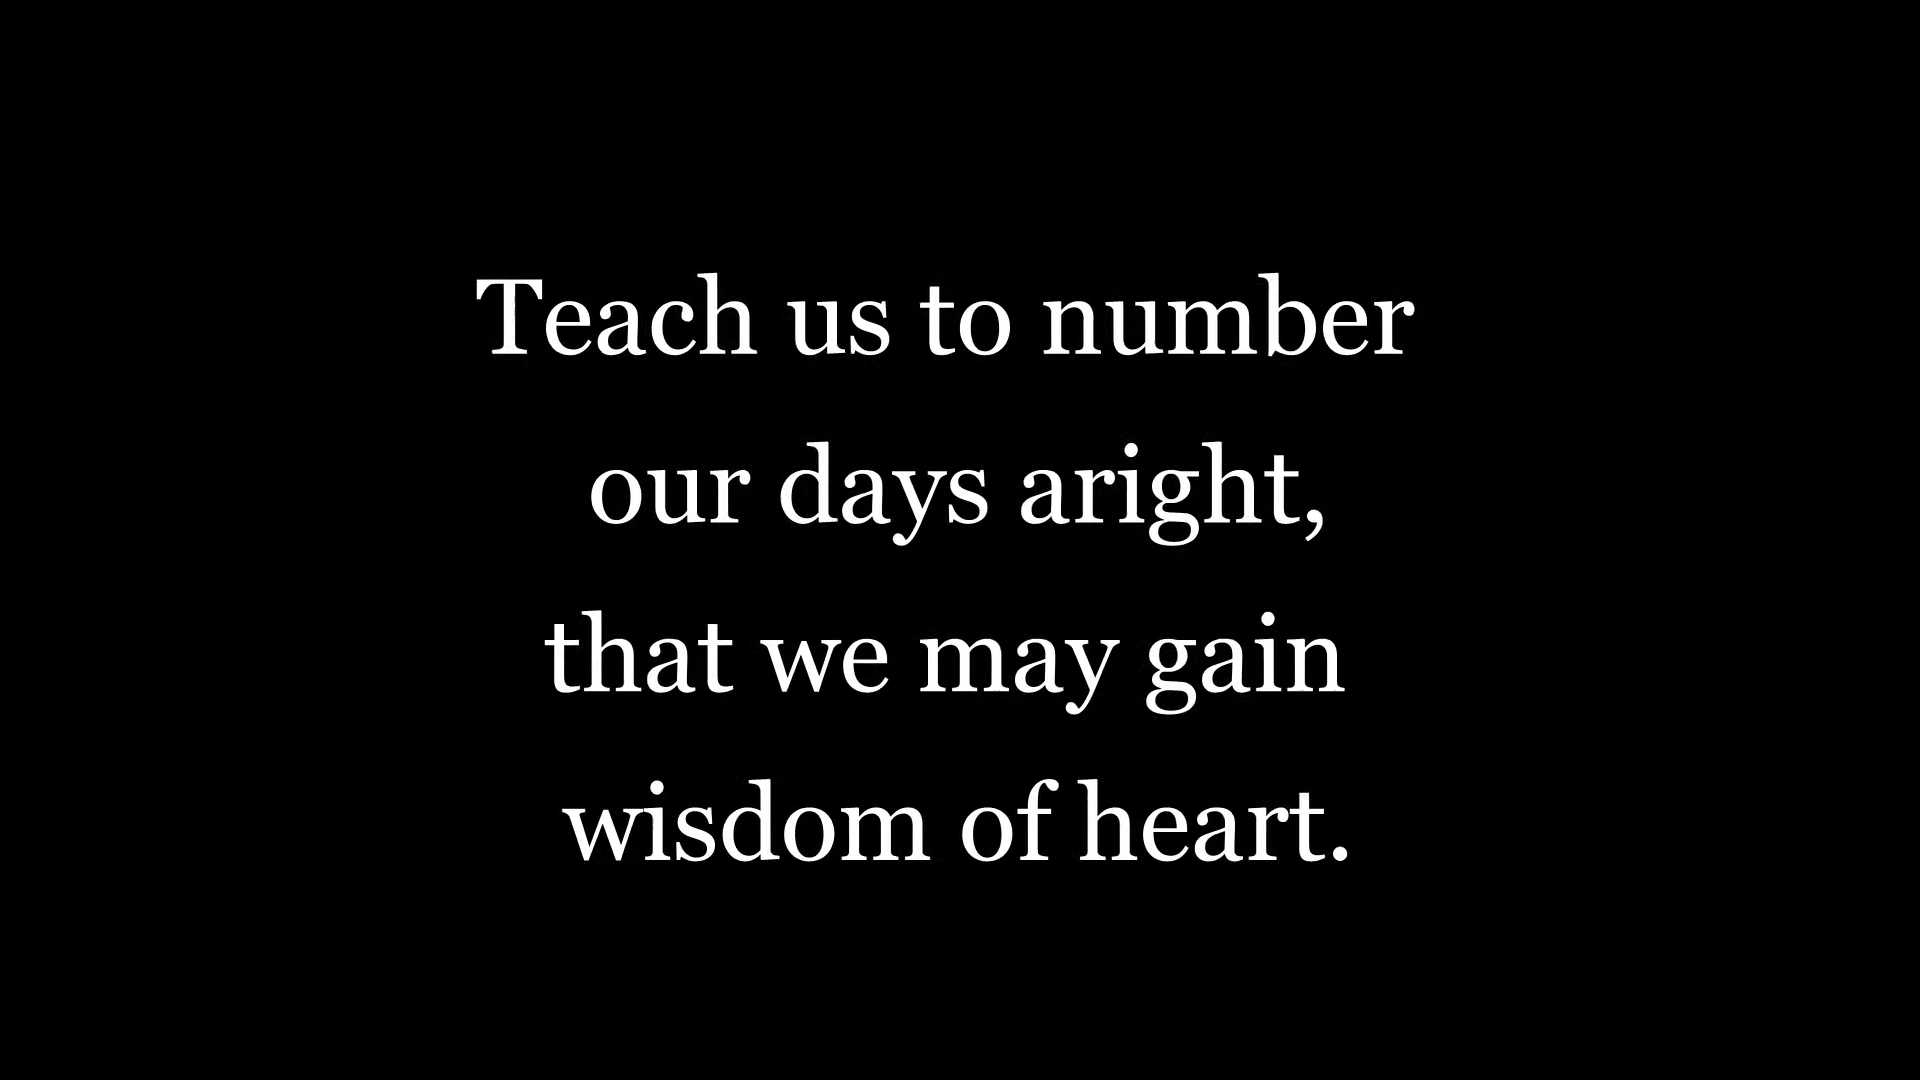 Teach us to number
our days aright,
that we may gain
wisdom of heart.